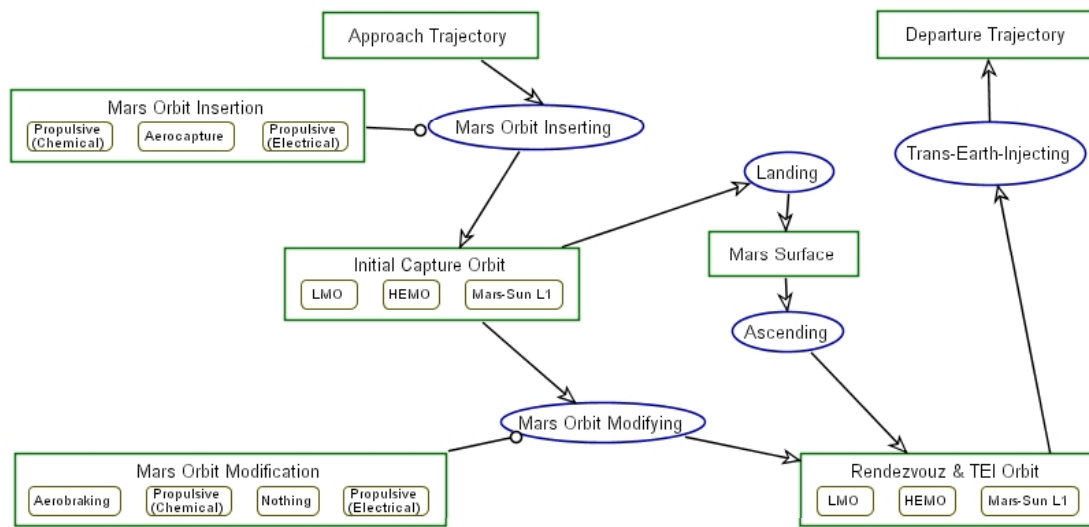 Approach Trajectory
Departure Trajectory
Mars Orbit Insertion
Propulsive
(Chemical)
Aerocapture
Propulsive
(Electrical)
Mars Orbit Inserting
Trans-Earth-Injecting
Landing
Mars Surface
Initial Capture Orbit
LMO
HEMO
Mars-Sun L1
Ascending
Mars Orbit Modifying
Mars Orbit Modification
Aerobraking
Propulsive
(Chemical)
Nothing
Propulsive
(Electrical)
Rendezvouz & TEI Orbit
LMO
HEMO
Mars-Sun L1